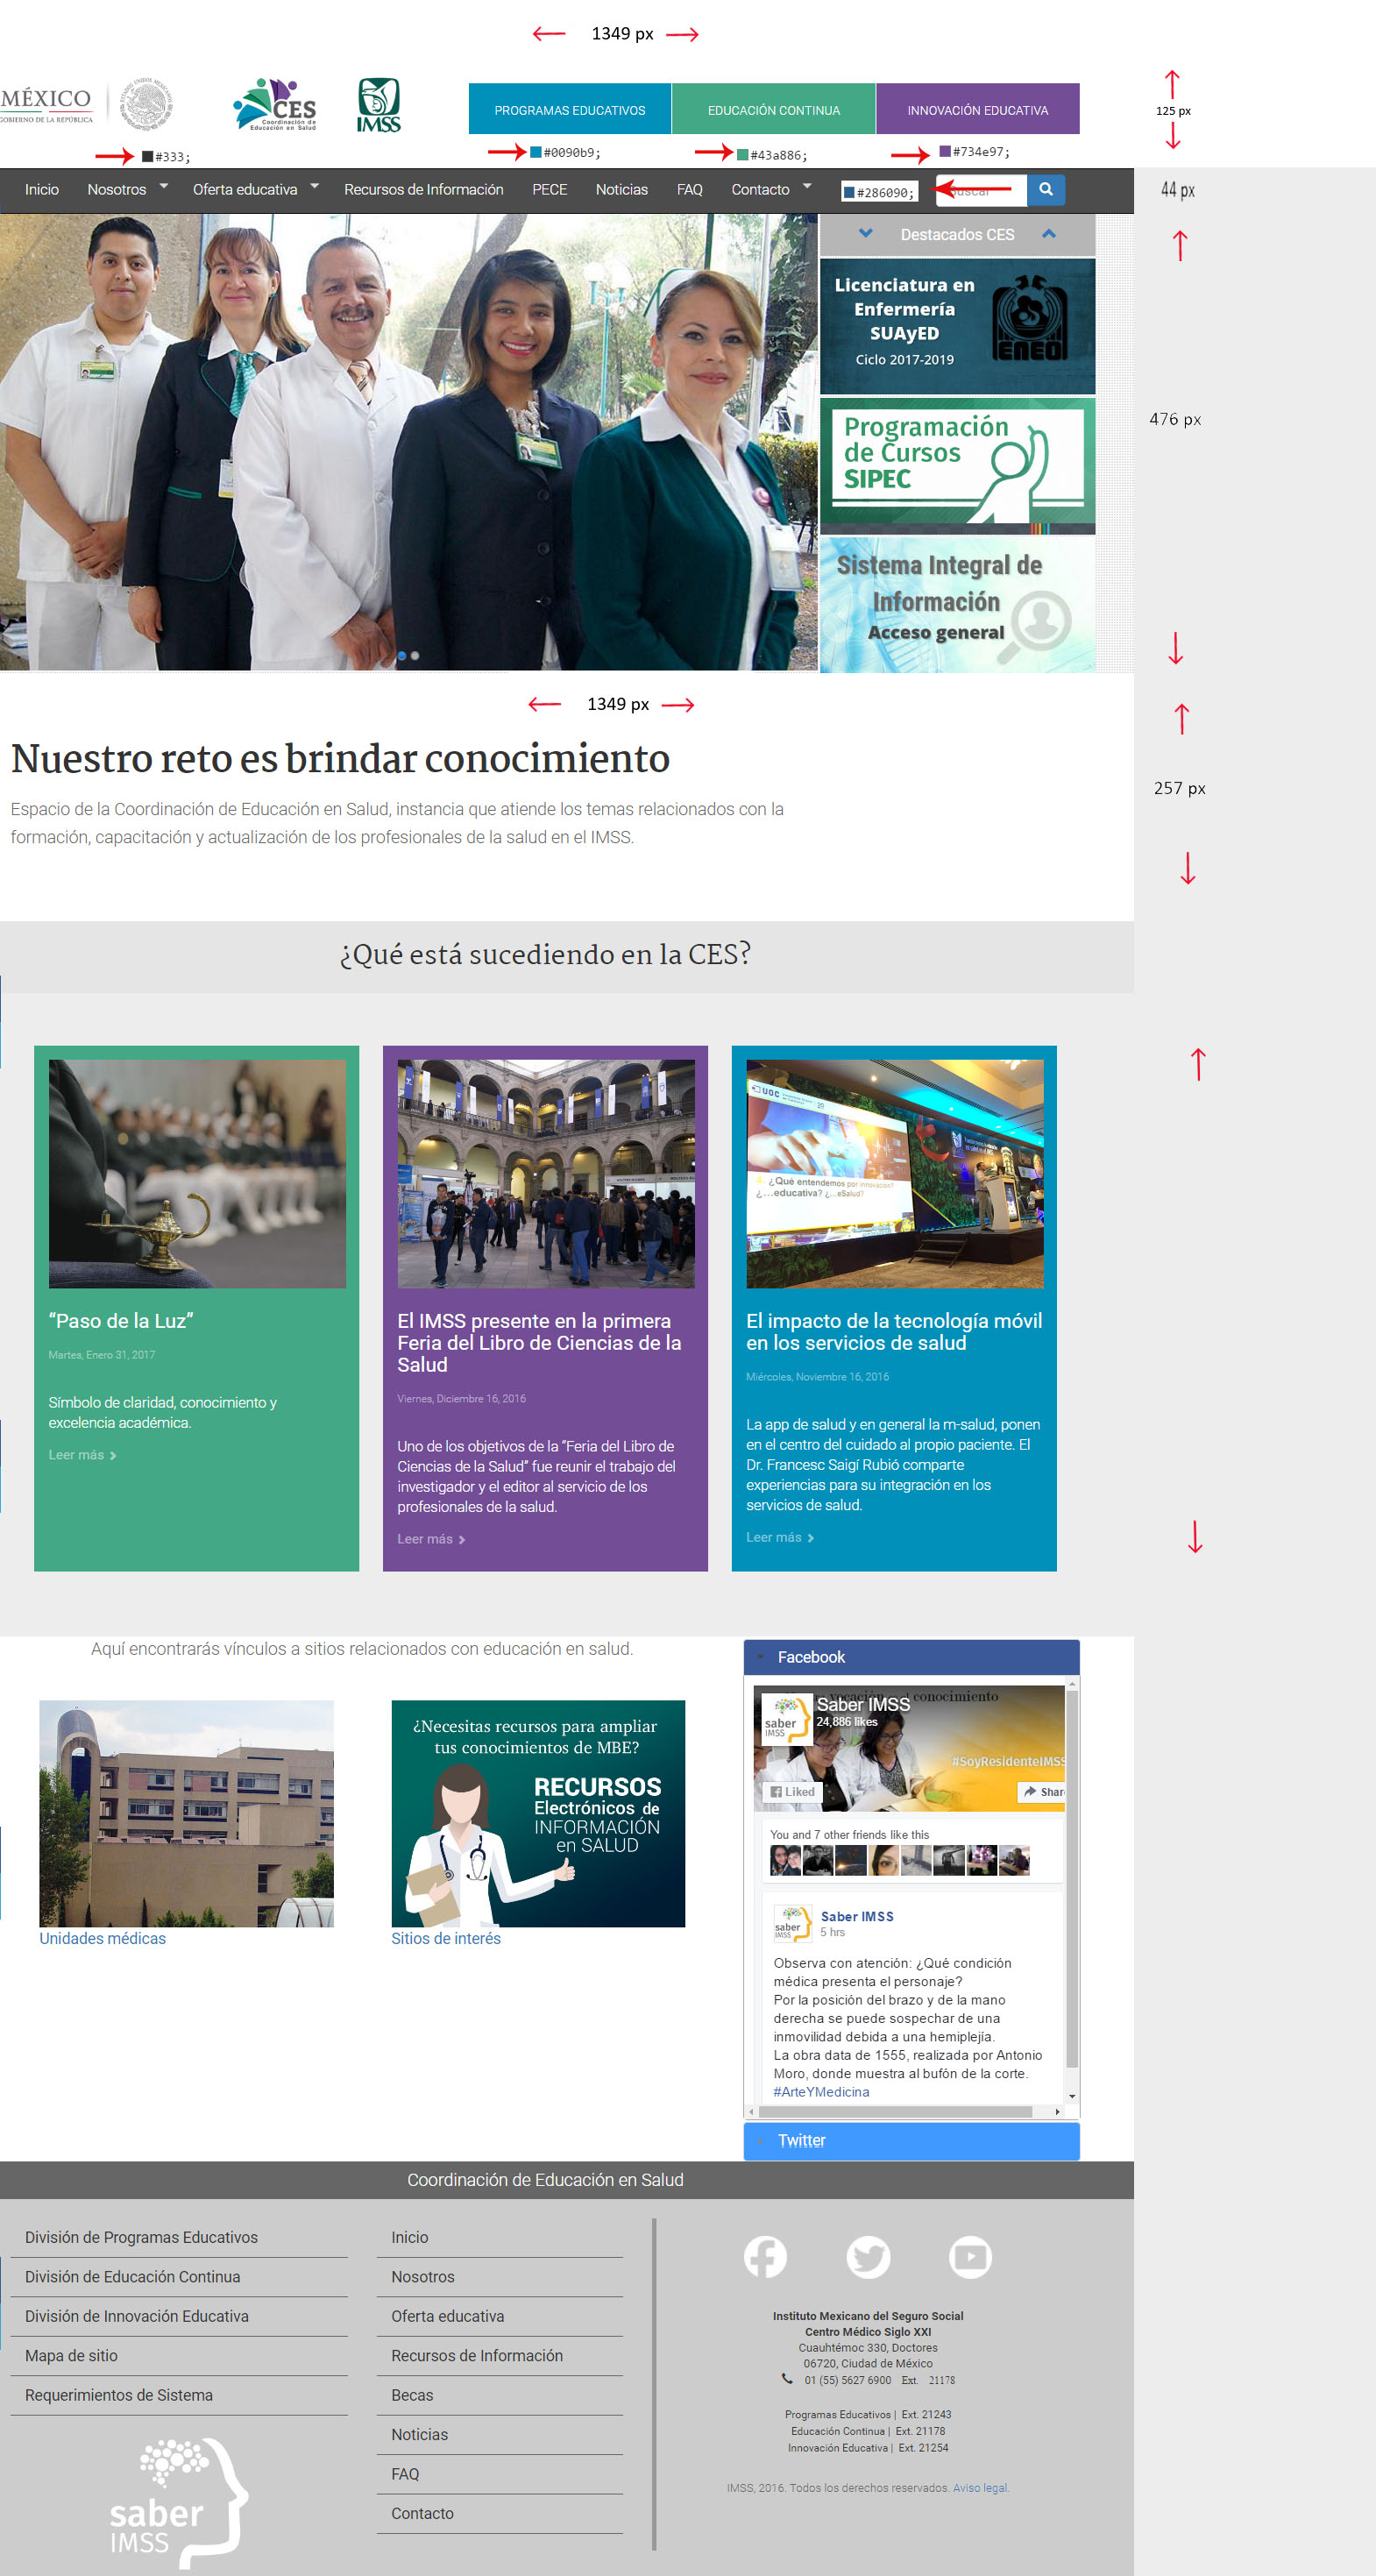 1349 px
MÉXICO
GOBIERNO DE LA REPÚBLICA
CES
Coordinación de
Educación en Salud
IMSS
PROGRAMAS EDUCATIVOS
EDUCACIÓN CONTINUA
INNOVACIÓN EDUCATIVA
125 px
#333;
#0090b9;
#43a886;
#734e97;
Inicio
Nosotros
Oferta educativa
Recursos de Información
PECE
Noticias
FAQ
Contacto
#286090;
Buscar
44 px
Destacados CES
Licenciatura en
Enfermería
SUAyED
Ciclo 2017-2019
ENEO
476 px
Programación
de Cursos
SIPEC
Sistema Integral de
Información
Acceso general
1349 px
Nuestro reto es brindar conocimiento
257 px
Espacio de la Coordinación de Educación en Salud, instancia que atiende los temas relacionados con la
formación, capacitación y actualización de los profesionales de la salud en el IMSS.
¿Qué está sucediendo en la CES?
UOC
¿Qué entendemos por innovación?
¿...educativa? ¿...eSalud?
“Paso de la Luz”
Martes, Enero 31, 2017
Símbolo de claridad, conocimiento y
excelencia académica.
Leer más
El IMSS presente en la primera
Feria del Libro de Ciencias de la
Salud
Viernes, Diciembre 16, 2016
Uno de los objetivos de la “Feria del Libro de
Ciencias de la Salud” fue reunir el trabajo del
investigador y el editor al servicio de los
profesionales de la salud.
Leer más
El impacto de la tecnología móvil
en los servicios de salud
Miércoles, Noviembre 16, 2016
La app de salud y en general la m-salud, ponen
en el centro del cuidado al propio paciente. El
Dr. Francesc Saigí Rubió comparte
experiencias para su integración en los
servicios de salud.
Leer más
Aquí encontrarás vínculos a sitios relacionados con educación en salud.
Unidades médicas
¿Necesitas recursos para ampliar
tus conocimientos de MBE?
RECURSOS
Electrónicos de
INFORMACIÓN
en SALUD
Sitios de interés
Facebook
vocación
conocimiento
saber
IMSS
Saber IMSS
24,886 likes
#SoyResidenteIMSS
Liked
Shar
You and 7 other friends like this
saber
IMSS
Saber IMSS
5 hrs
Observa con atención: ¿Qué condición
médica presenta el personaje?
Por la posición del brazo y de la mano
derecha se puede sospechar de una
inmovilidad debida a una hemiplejía.
La obra data de 1555, realizada por Antonio
Moro, donde muestra al bufón de la corte.
#ArteYMedicina
Twitter
Coordinación de Educación en Salud
División de Programas Educativos
División de Educación Continua
División de Innovación Educativa
Mapa de sitio
Requerimientos de Sistema
saber
IMSS
Inicio
Nosotros
Oferta educativa
Recursos de Información
Becas
Noticias
FAQ
Contacto
Instituto Mexicano del Seguro Social
Centro Médico Siglo XXI
Cuauhtémoc 330, Doctores
06720, Ciudad de México
01 (55) 5627 6900 Ext. 21178
Programas Educativos | Ext. 21243
Educación Continua | Ext. 21178
Innovación Educativa | Ext. 21254
IMSS, 2016. Todos los derechos reservados. Aviso legal.